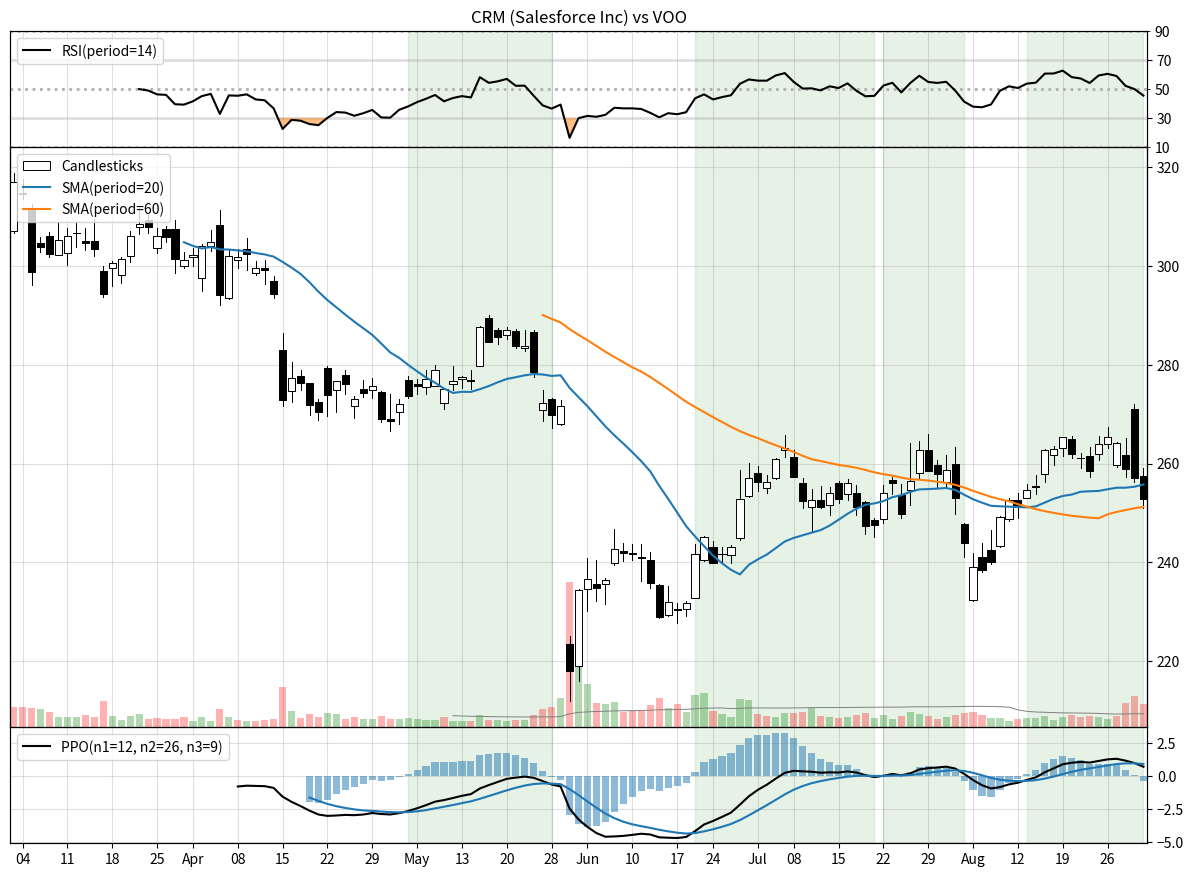 CRM (Salesforce Inc) vs VOO
RSI(period=14)
90
70
50
30
10
Candlesticks
SMA(period=20)
SMA(period=60)
320
300
280
260
240
220
PPO(n1=12, n2=26, n3=9)
2.5
0.0
−2.5
−5.0
04 11 18 25 Apr 08 15 22 29 May 13 20 28 Jun 10 17 24 Jul 08 15 22 29 Aug 12 19 26